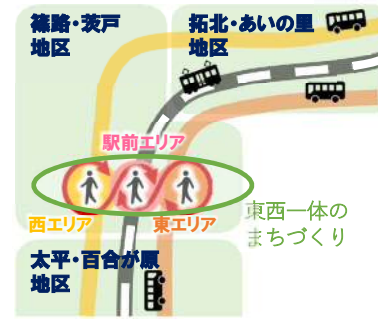 篠路・茨戸
地区
拓北・あいの里
地区
駅前エリア
西エリア
東エリア
東西一体の
まちづくり
太平・百合が原
地区